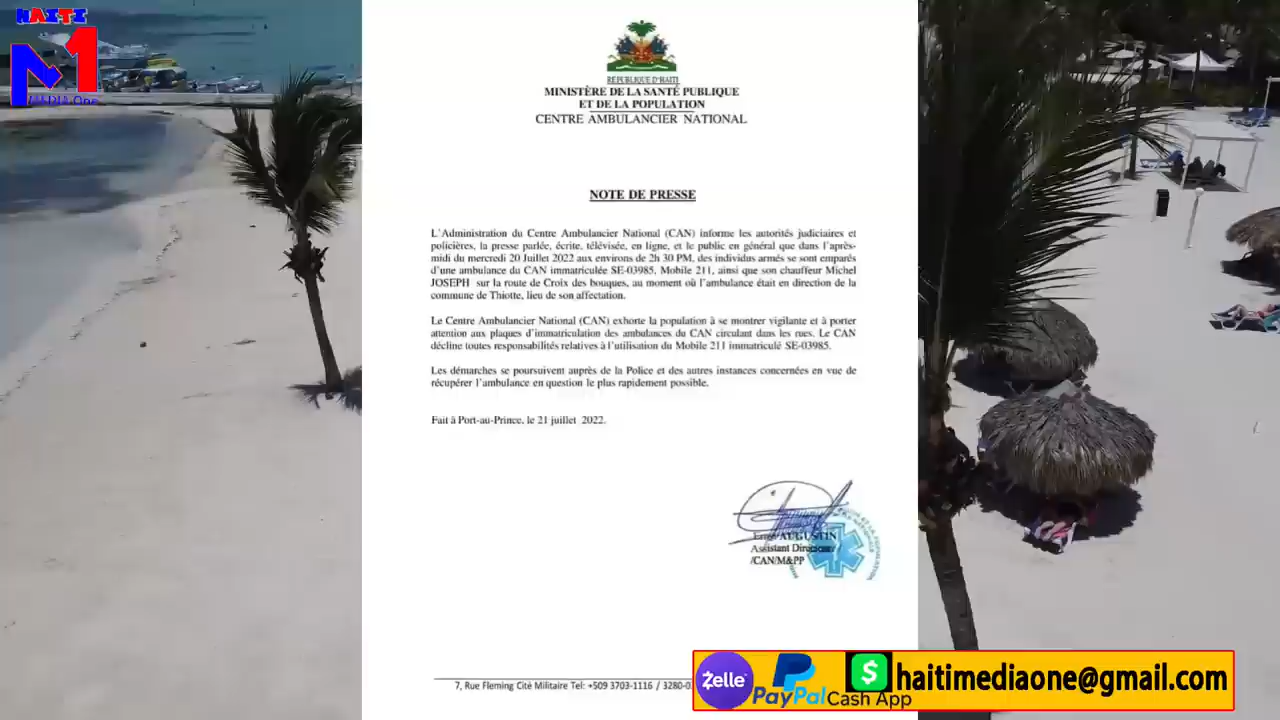 HAITI
M1
MEDIA One
REPUBLIQUE D'HAITI
MINISTÈRE DE LA SANTÉ PUBLIQUE
ET DE LA POPULATION
CENTRE AMBULANCIER NATIONAL
NOTE DE PRESSE
L'Administration du Centre Ambulancier National (CAN) informe les autorités judiciaires et
policières, la presse parlée, écrite, télévisée, en ligne, et le public en général que dans l'après-
midi du mercredi 20 Juillet 2022 aux environs de 2h 30 PM, des individus armés se sont emparés
d'une ambulance du CAN immatriculée SE-03985, Mobile 211, ainsi que son chauffeur Michel
JOSEPH sur la route de Croix des bouques, au moment où l'ambulance était en direction de la
commune de Thiotte, lieu de son affectation.
Le Centre Ambulancier National (CAN) exhorte la population à se montrer vigilante et à porter
attention aux plaques d'immatriculation des ambulances du CAN circulant dans les rues. Le CAN
décline toutes responsabilités relatives à l'utilisation du Mobile 211 immatriculé SE-03985.
Les démarches se poursuivent auprès de la Police et des autres instances concernées en vue de
récupérer l'ambulance en question le plus rapidement possible.
Fait à Port-au-Prince, le 21 juillet 2022.
AUGUSTIN
Assistant Directeur
/CAN/M&PP
7, Rue Fleming Cité Militaire Tel: +509 3703-1116 / 3280-
Zelle PayPal $ Cash App haitimediaone@gmail.com